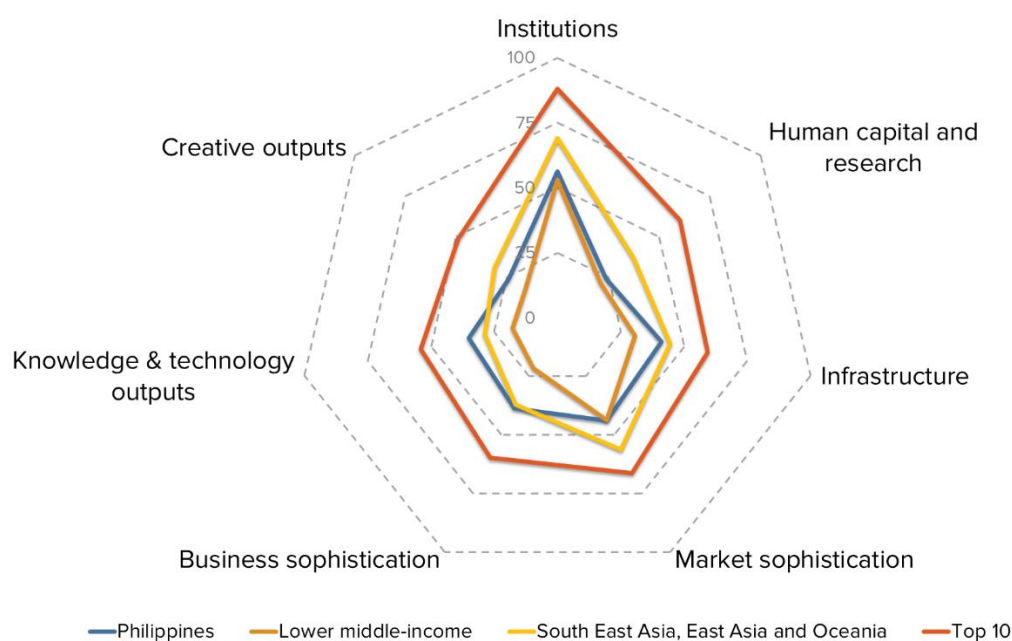 Institutions
100
Human capital and
research
Creative outputs
75
50
25
0
Knowledge & technology
outputs
Infrastructure
Business sophistication
Market sophistication
Philippines
Lower middle-income
South East Asia, East Asia and Oceania
Top 10